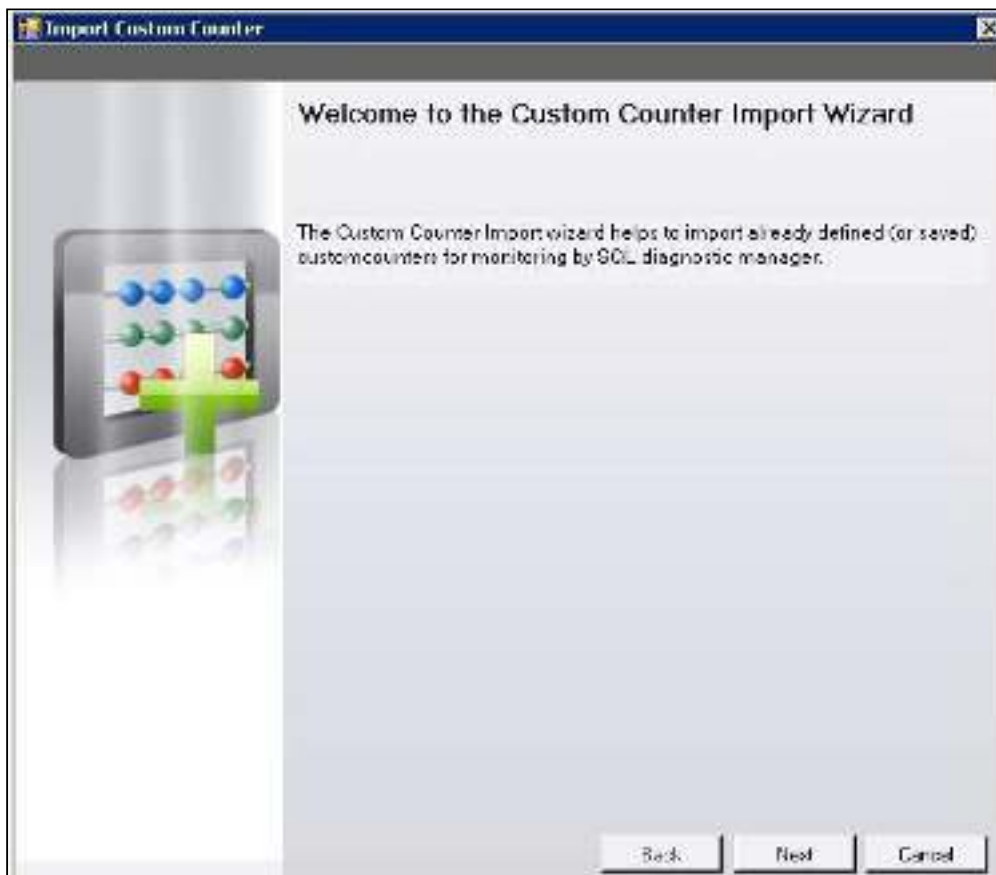 Import Custom Counter
Welcome to the Custom Counter Import Wizard
The Custom Counter Import wizard helps to import already defined (or saved)
customcounters for monitoring by SQL diagnostic manager.
Back
Next
Cancel